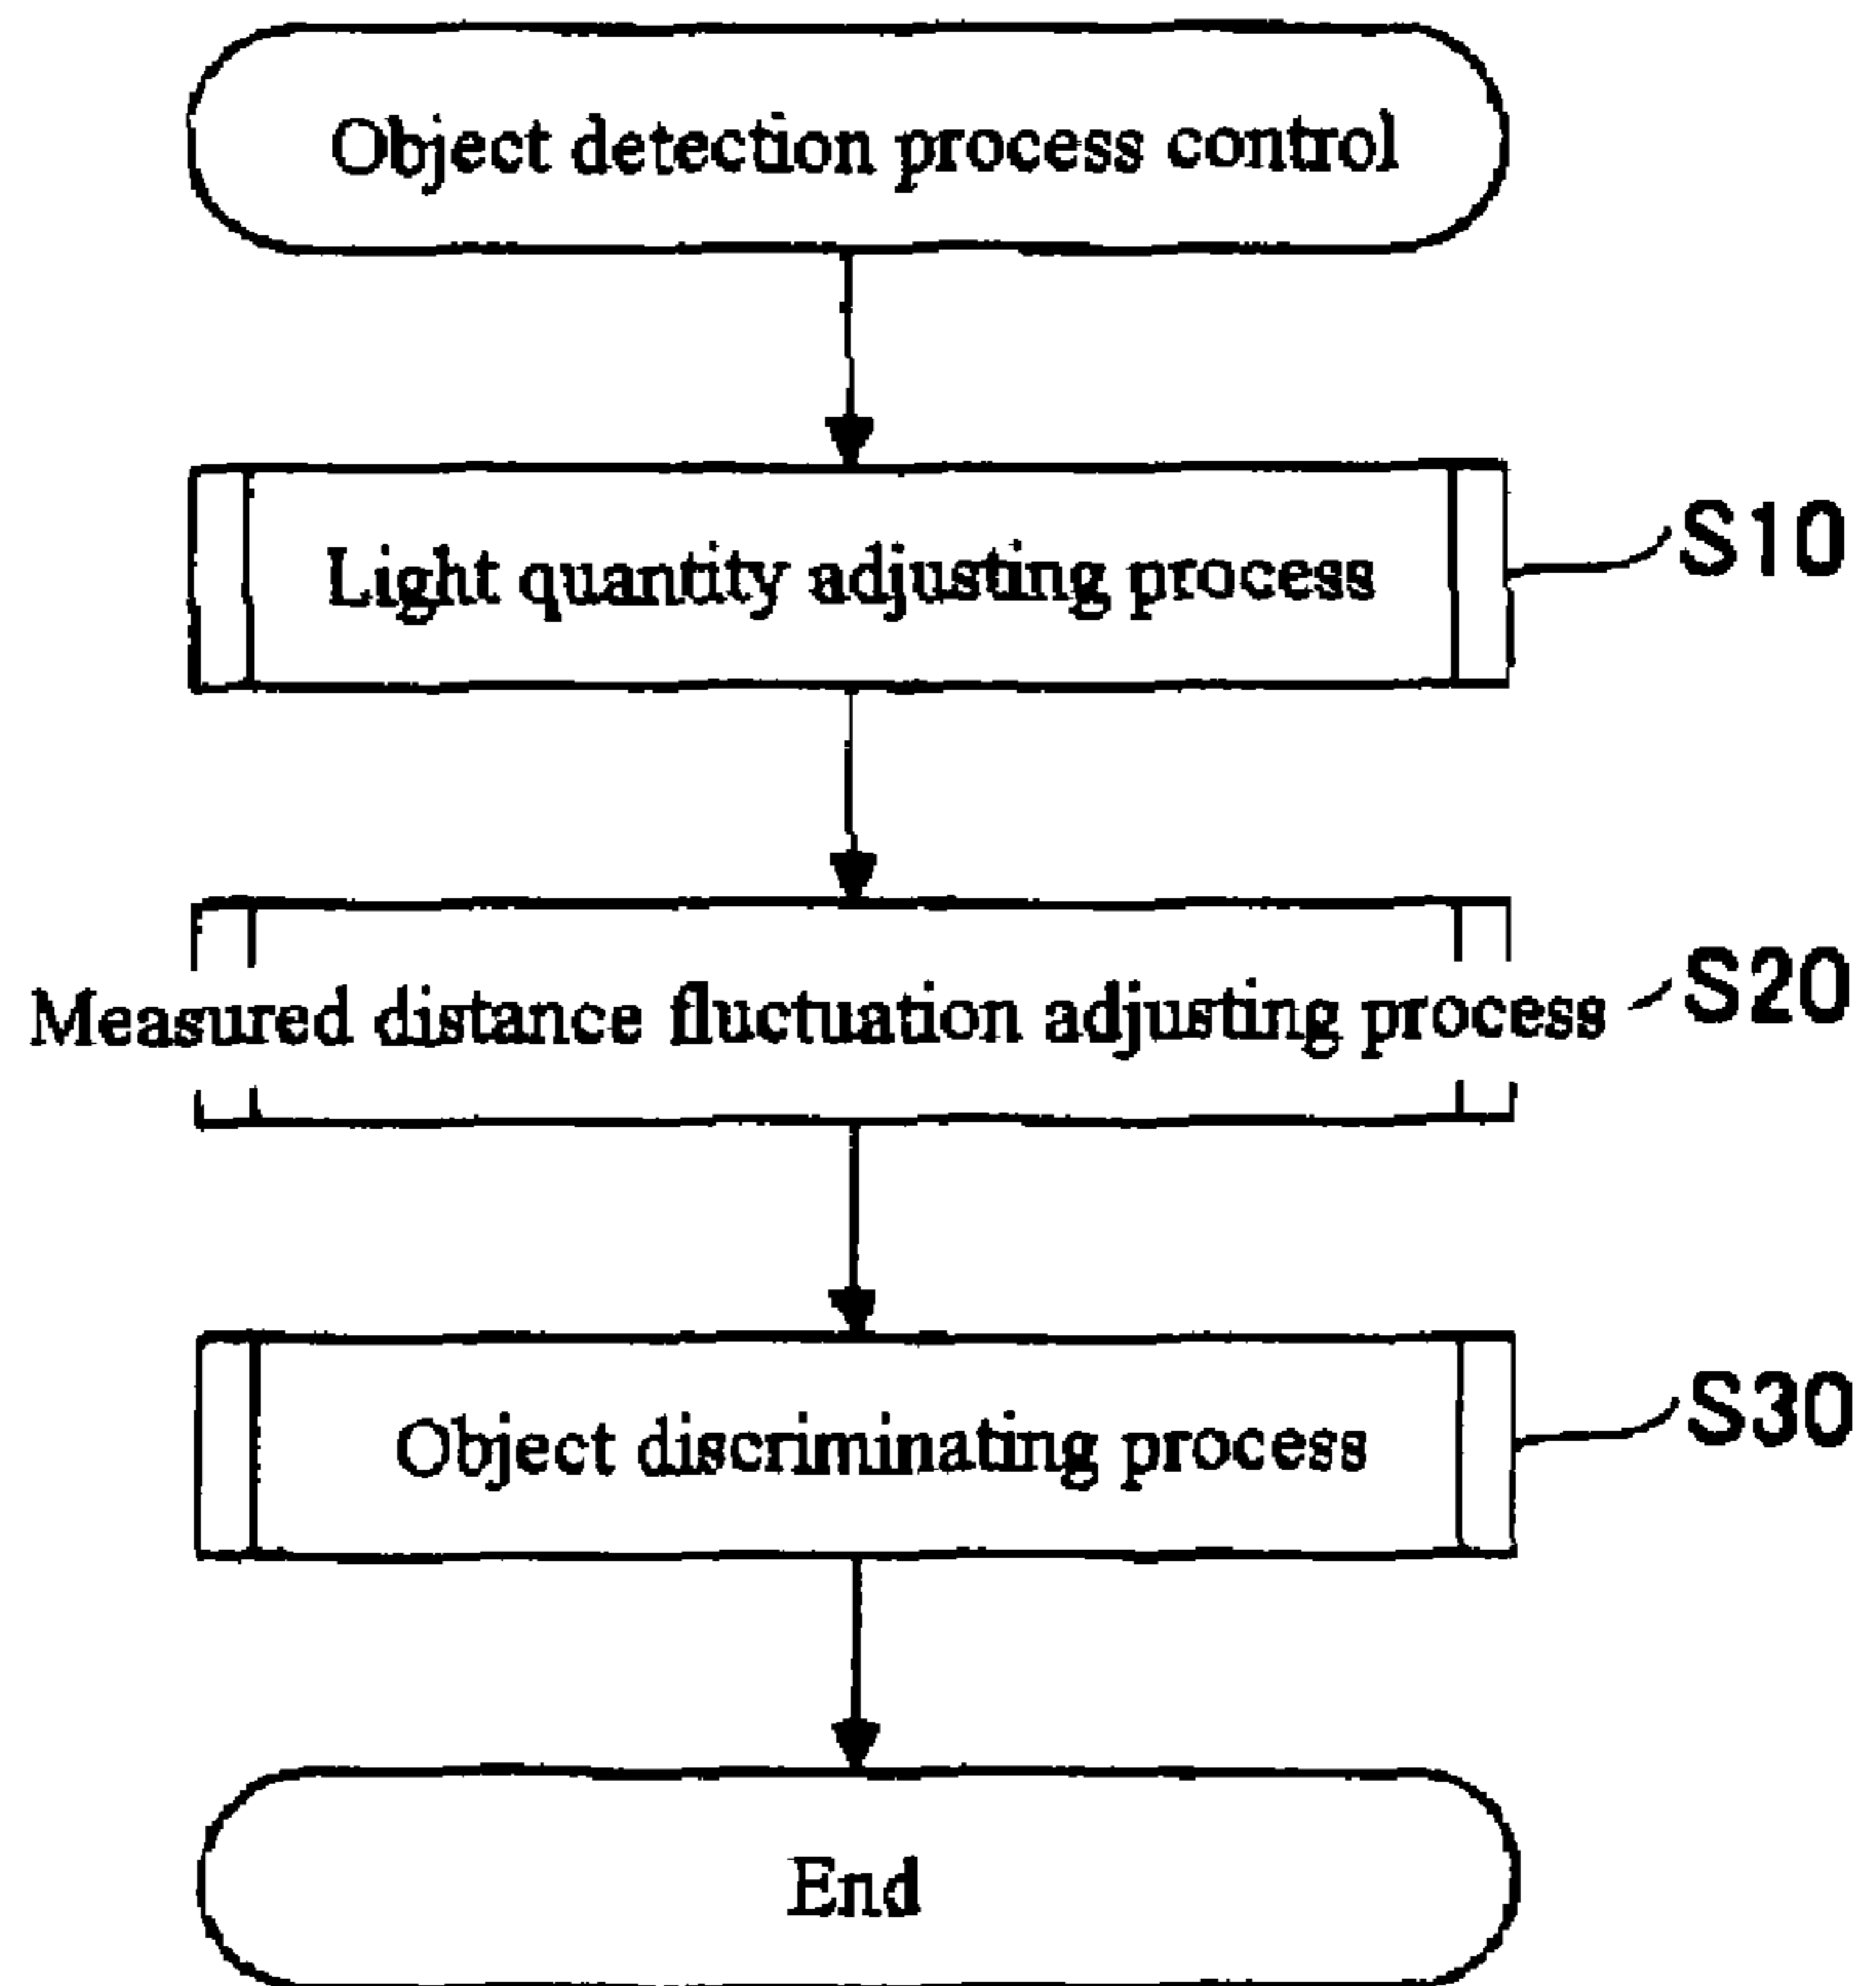 Object detection process control
Light quantity adjusting process
S10
Measured distance fluctuation adjusting process
S20
Object discriminating process
S30
End